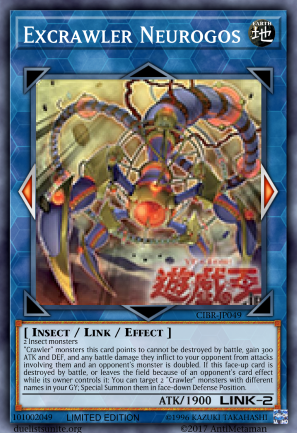 EXCRAWLER NEUROGOS
EARTH
地
遊戯王
CIBR-JP049
[ INSECT / LINK / EFFECT ]
2 Insect monsters
"Crawler" monsters this card points to cannot be destroyed by battle, gain 300
ATK and DEF, and any battle damage they inflict to your opponent from attacks
involving them and an opponent's monster is doubled. If this face-up card is
destroyed by battle, or leaves the field because of an opponent's card effect
while its owner controls it: You can target 2 "Crawler" monsters with different
names in your GY; Special Summon them in face-down Defense Position.
ATK/1900 LINK-2
101002049 LIMITED EDITION ©1996 KAZUKI TAKAHASHI
©2017 AntiMetaman